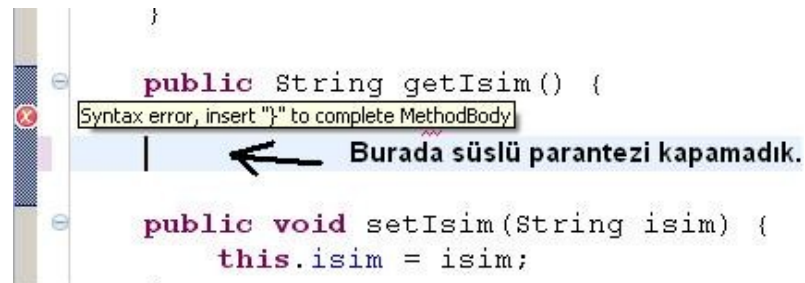 }
public String getIsim() {
Syntax error, insert "}" to complete MethodBody
Burada süslü parantezi kapamadık.
public void setIsim(String isim) {
this.isim = isim;